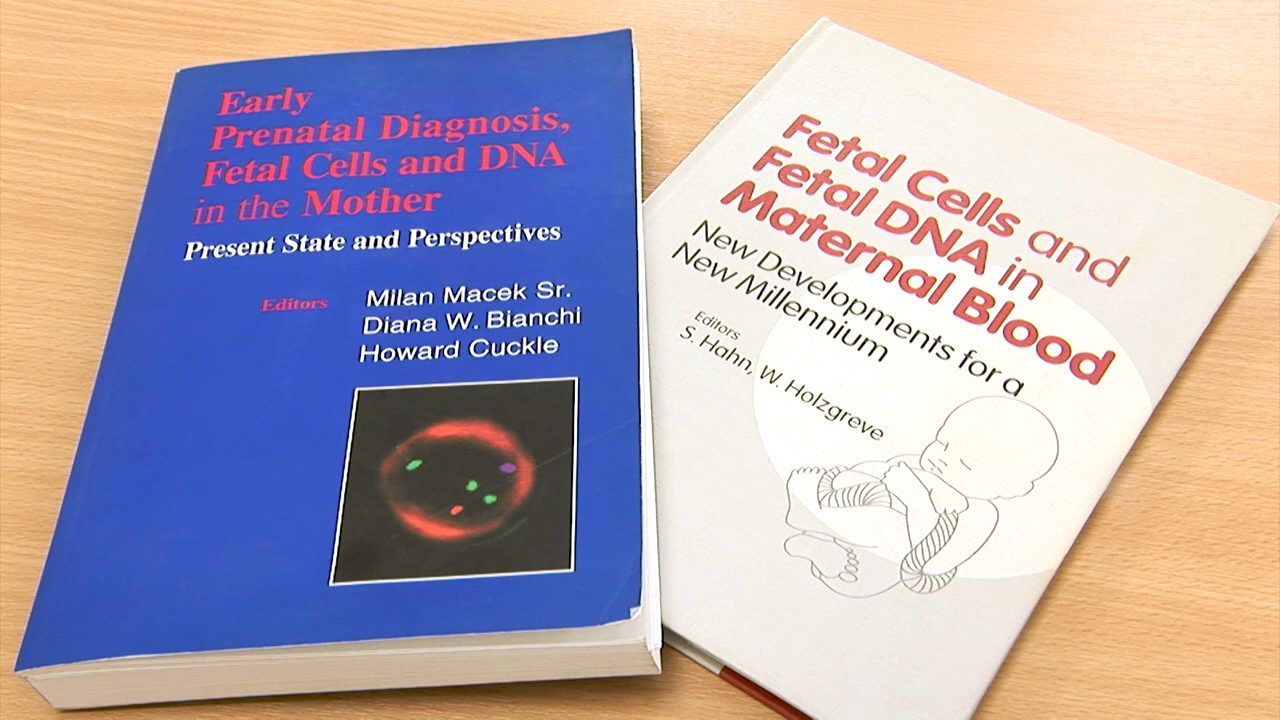 Early
Prenatal Diagnosis,
Fetal Cells and DNA
in the Mother
Present State and Perspectives
Editors
Milan Macek Sr.
Diana W. Bianchi
Howard Cuckle
Fetal Cells and
Fetal DNA in
Maternal Blood
New Developments for a
New Millennium
Editors
S. Hahn, W. Holzgreve